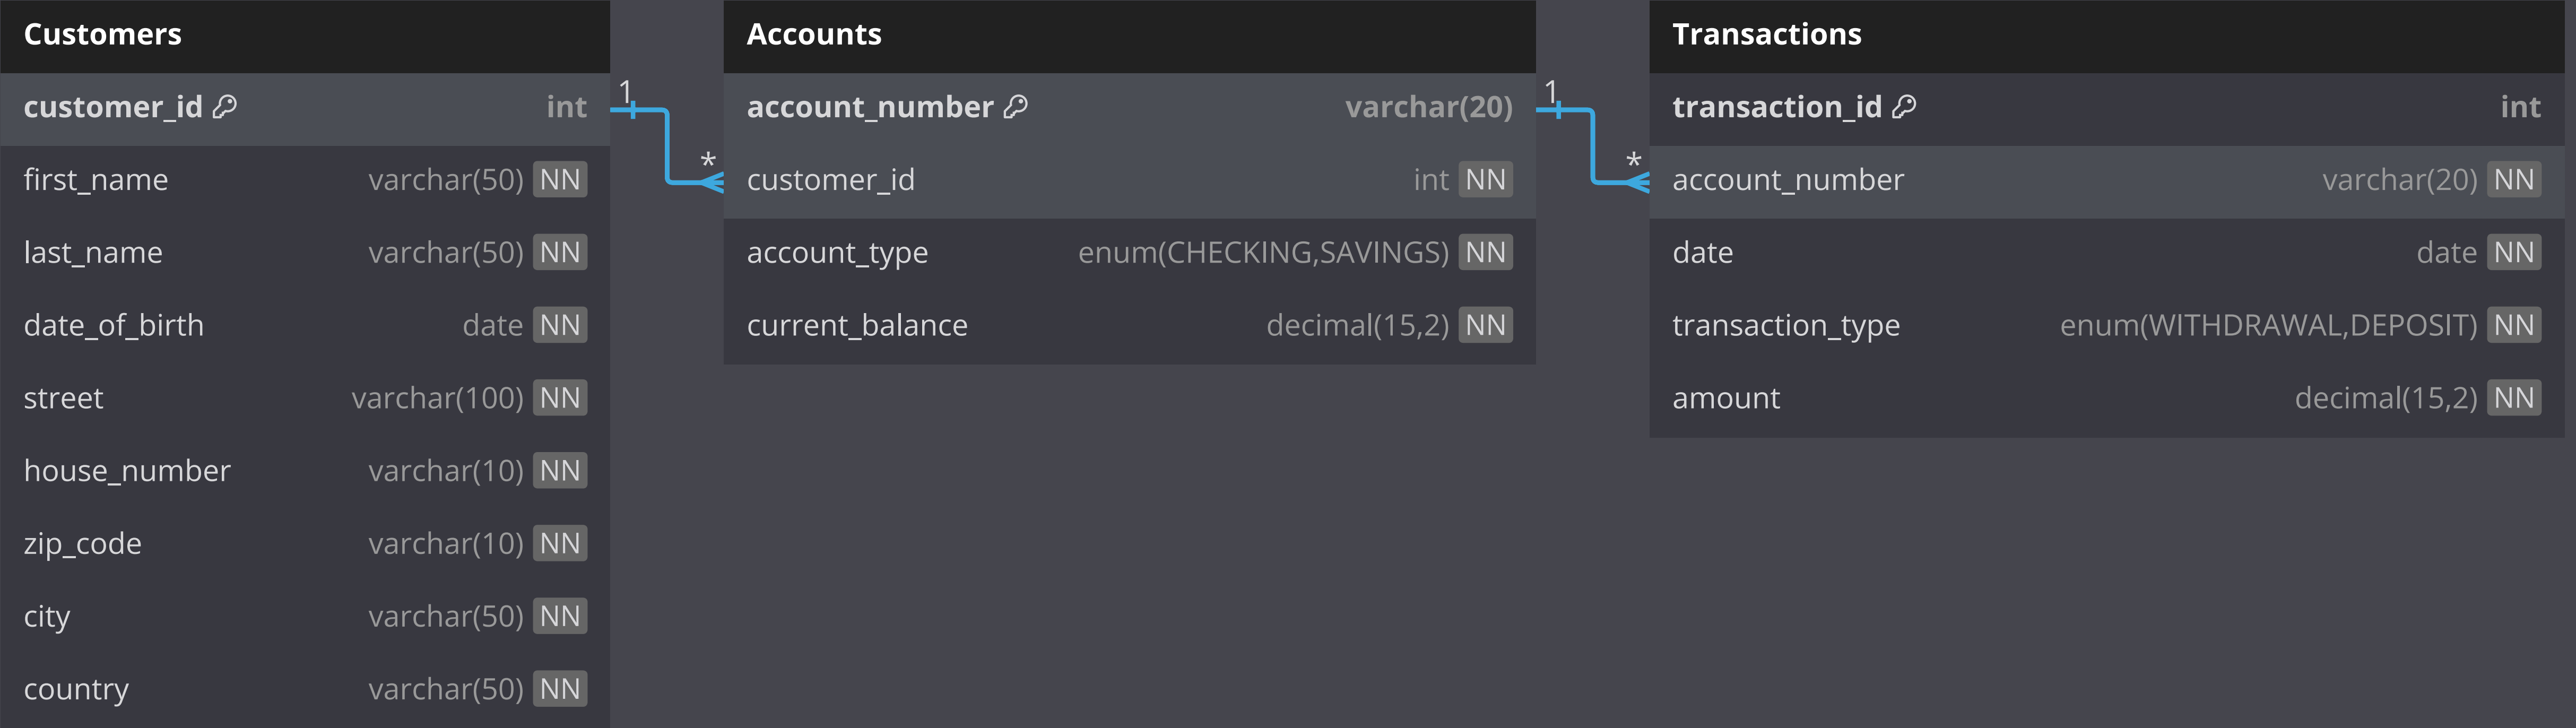 Customers
customer_id int
first_name varchar(50) NN
last_name varchar(50) NN
date_of_birth date NN
street varchar(100) NN
house_number varchar(10) NN
zip_code varchar(10) NN
city varchar(50) NN
country varchar(50) NN
1
*
Accounts
account_number varchar(20)
customer_id int NN
account_type enum(CHECKING,SAVINGS) NN
current_balance decimal(15,2) NN
1
*
Transactions
transaction_id int
account_number varchar(20) NN
date date NN
transaction_type enum(WITHDRAWAL,DEPOSIT) NN
amount decimal(15,2) NN